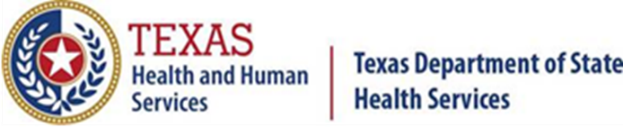 TEXAS
Health and Human
Services
Texas Department of State
Health Services